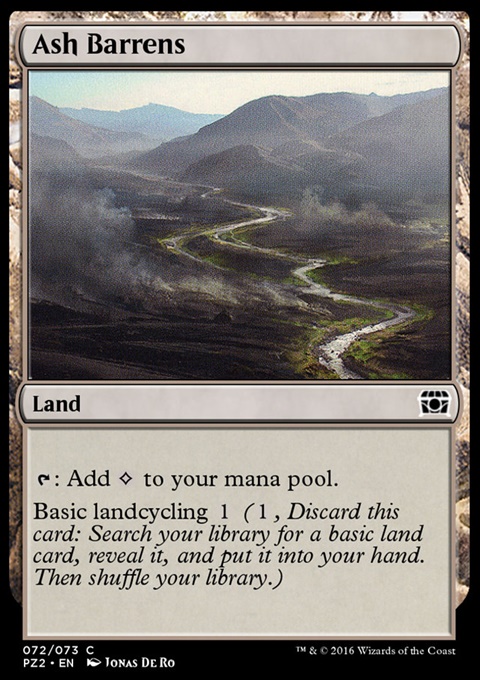 Ash Barrens
Land
: Add to your mana pool.
Basic landcycling 1 (1, Discard this
card: Search your library for a basic land
card, reveal it, and put it into your hand.
Then shuffle your library.)
072/073 C
PZ2 • EN Jonas De Ro
™ & © 2016 Wizards of the Coast